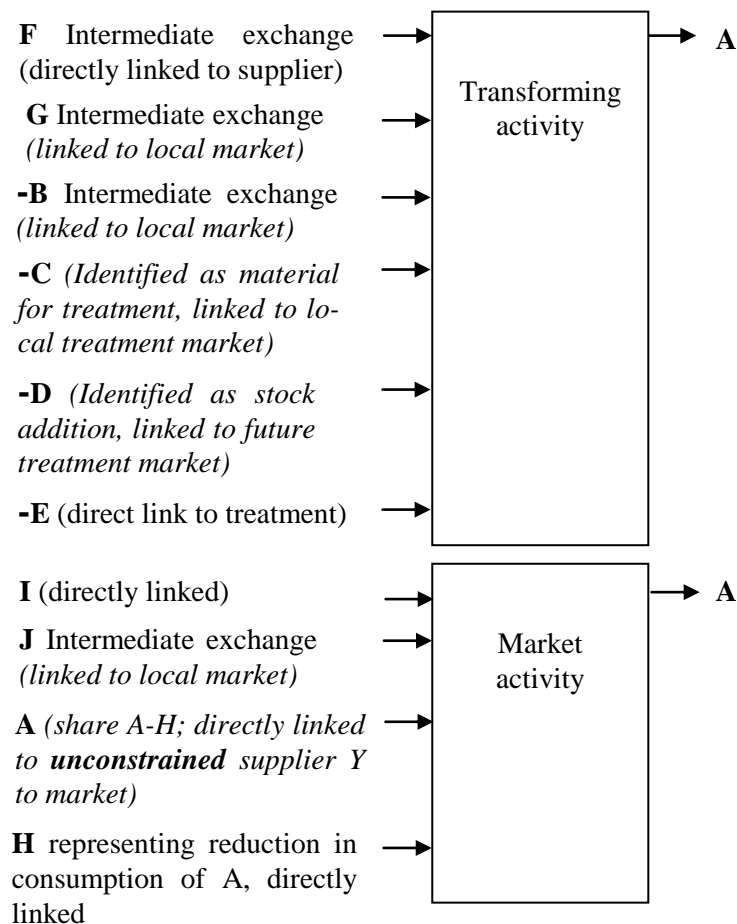 F Intermediate exchange
(directly linked to supplier)
A
Transforming
activity
G Intermediate exchange
(linked to local market)
-B Intermediate exchange
(linked to local market)
-C (Identified as material
for treatment, linked to lo-
cal treatment market)
-D (Identified as stock
addition, linked to future
treatment market)
-E (direct link to treatment)
I (directly linked)
A
J Intermediate exchange
(linked to local market)
Market
activity
A (share A-H; directly linked
to unconstrained supplier Y
to market)
H representing reduction in
consumption of A, directly
linked